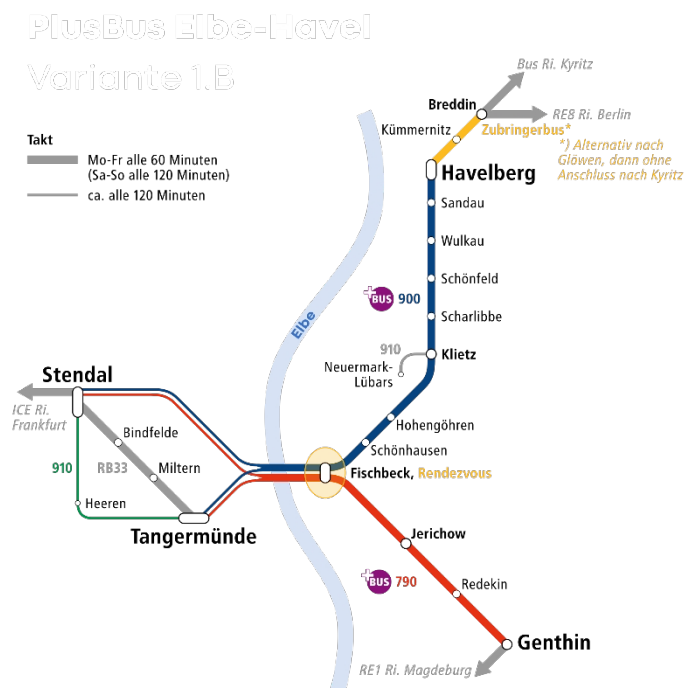 PlusBus Elbe-Havel
Variante 1.B
Bus Ri. Kyritz
Breddin
RE8 Ri. Berlin
Kümmernitz
Zubringerbus*
*) Alternativ nach
Glöwen, dann ohne
Anschluss nach Kyritz
Takt
Mo-Fr alle 60 Minuten
(Sa-So alle 120 Minuten)
ca. alle 120 Minuten
Havelberg
Sandau
Wulkau
Schönfeld
+BUS 900
Scharlibbe
Elbe
910
Klietz
Neuermark-
Lübars
Stendal
ICE Ri.
Frankfurt
Hohengöhren
Bindfelde
Schönhausen
910
RB33
Miltern
Fischbeck, Rendezvous
Heeren
Tangermünde
Jerichow
+BUS 790
Redekin
Genthin
RE1 Ri. Magdeburg